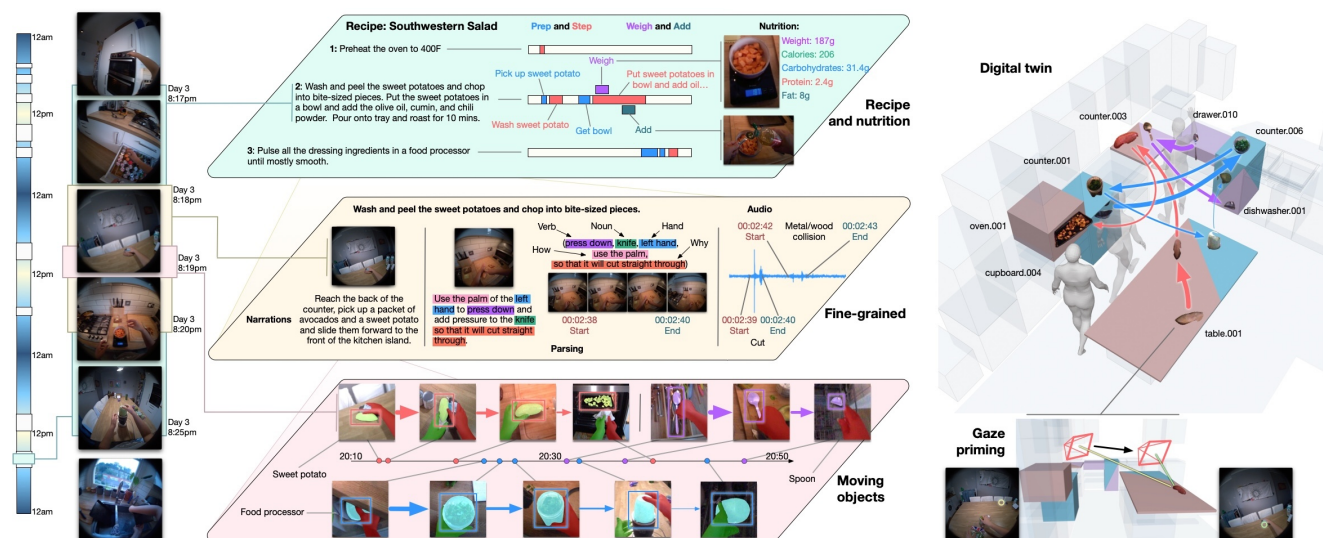 12am
12pm
12am
12pm
12am
12pm
12am
Day 3
8:17pm
Day 3
8:18pm
Day 3
8:19pm
Day 3
8:20pm
Day 3
8:25pm
Recipe: Southwestern Salad
Prep and Step
Weigh and Add
Nutrition:
1: Preheat the oven to 400F
Weigh
Weight: 187g
Calories: 206
Carbohydrates: 31.4g
Protein: 2.4g
Fat: 8g
Pick up sweet potato
Put sweet potatoes in
bowl and add oil...
2: Wash and peel the sweet potatoes and chop
into bite-sized pieces. Put the sweet potatoes in
a bowl and add the olive oil, cumin, and chili
powder. Pour onto tray and roast for 10 mins.
Wash sweet potato
Get bowl
Add
3: Pulse all the dressing ingredients in a food processor
until mostly smooth.
Recipe
and nutrition
Wash and peel the sweet potatoes and chop into bite-sized pieces.
Audio
Verb
Noun
Hand
(press down, knife, left hand,
How
Why
use the palm,
so that it will cut straight through)
00:02:42
Start
Metal/wood
collision
00:02:43
End
Narrations
Reach the back of the
counter, pick up a packet of
avocados and a sweet potato
and slide them forward to the
front of the kitchen island.
Use the palm of the left
hand to press down and
add pressure to the knife
so that it will cut straight
through.
00:02:38
Start
00:02:40
End
Parsing
00:02:39
Start
00:02:40
End
Cut
Fine-grained
20:10
20:30
20:50
Sweet potato
Spoon
Food processor
Moving
objects
Digital twin
counter.003
drawer.010
counter.006
counter.001
dishwasher.001
oven.001
cupboard.004
table.001
Gaze
priming